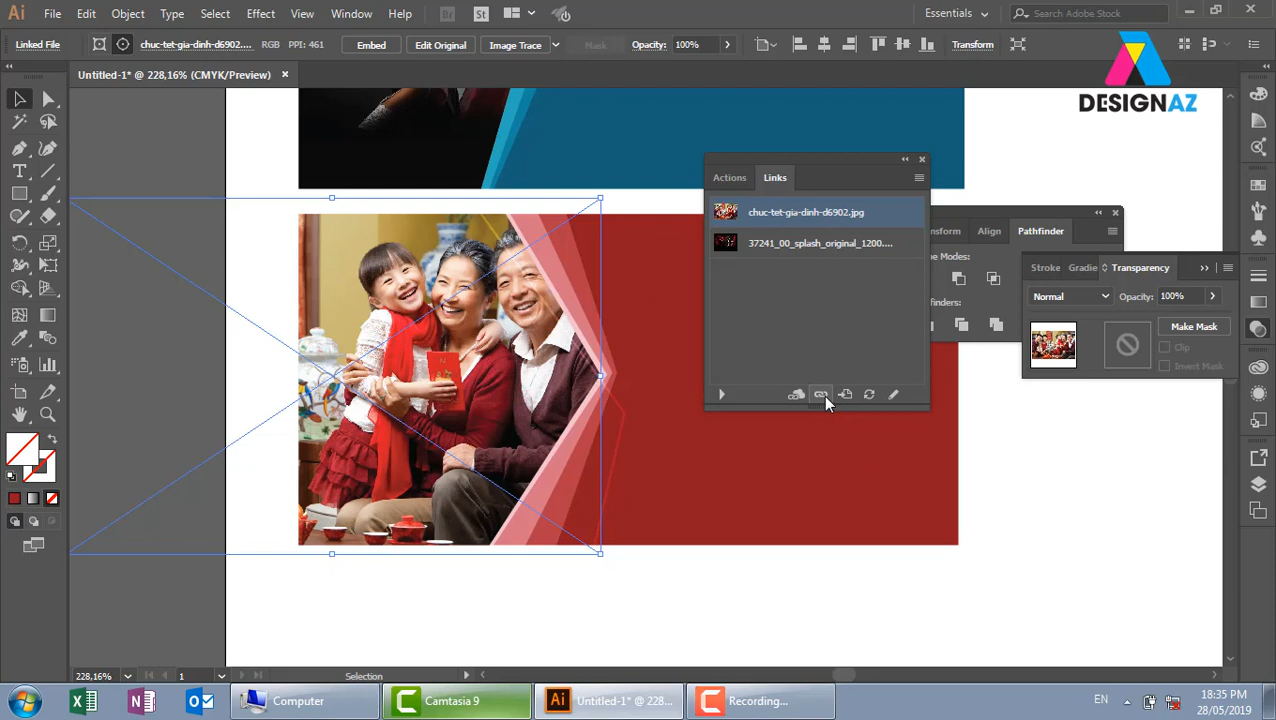 Ai File Edit Object Type Select Effect View Window Help Br St Essentials Search Adobe Stock
Linked File chuc-tet-gia-dinh-d6902.... RGB PPI: 461 Embed Edit Original Image Trace Mask Opacity: 100% Transform
Untitled-1* @ 228,16% (CMYK/Preview)
DESIGNAZ
Actions Links
chuc-tet-gia-dinh-d6902.jpg
37241_00_splash_original_1200....
Align Pathfinder
Stroke Gradie Transparency
Normal Opacity: 100%
Make Mask
Clip
Invert Mask
228,16% 1 Selection
Computer Camtasia 9 Untitled-1* @ 228... Recording... EN 18:35 PM
28/05/2019